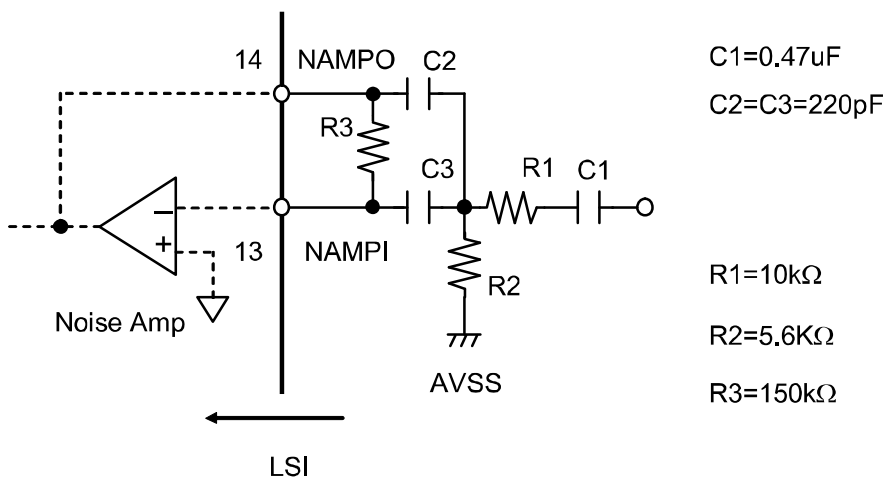 14
NAMPO
C2
C1=0.47uF
C2=C3=220pF
R3
C3
R1
C1
−
+
13
NAMPI
R2
R1=10kΩ
Noise Amp
R2=5.6KΩ
AVSS
R3=150kΩ
LSI